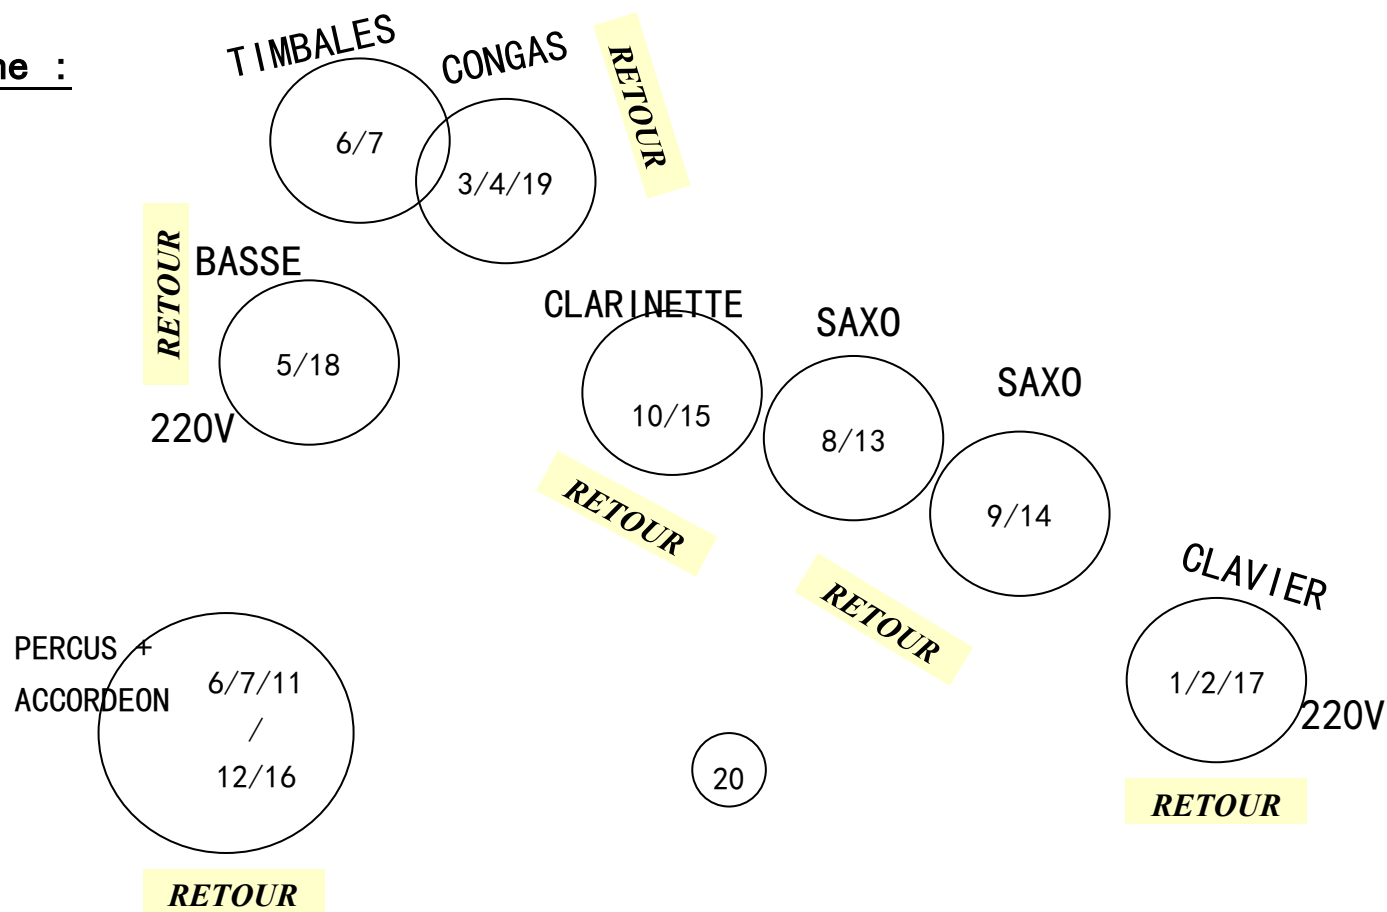 ne :
TIMBALES
CONGAS
RETOUR
6/7
3/4/19
RETOUR
BASSE
5/18
220V
CLARINETTE
10/15
SAXO
8/13
SAXO
9/14
RETOUR
RETOUR
CLAVIER
1/2/17
220V
RETOUR
PERCUS +
ACCORDEON
6/7/11
/
12/16
RETOUR
20